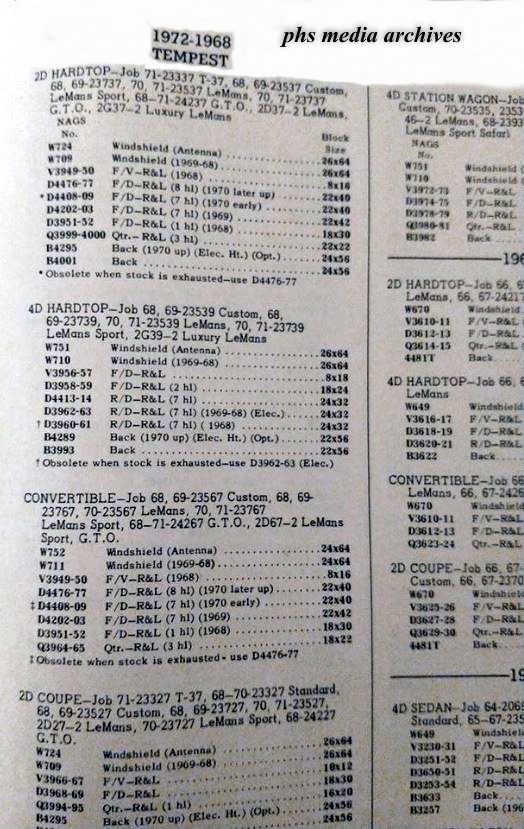 1972-1968
TEMPEST
phs media archives
2D HARDTOP—Job 71-23337 T-37, 68, 69-23537 Custom,
68, 69-23737, 70, 71-23537 LeMans, 70, 71-23737
LeMans Sport, 68-71-24237 G.T.O., 2D37-2 LeMans,
G.T.O., 2G37-2 Luxury LeMans
NAGS Block
No. Size
W724 Windshield (Antenna) 26x64
W709 Windshield (1969-68) 26x64
V3949-50 F/V-R&L (1968) 8x16
D4476-77 F/D-R&L (8 hl) (1970 later up) 22x40
*D4408-09 F/D-R&L (7 hl) (1970 early) 22x40
D4202-03 F/D-R&L (7 hl) (1969) 22x42
D3951-52 F/D-R&L (1 hl) (1968) 18x30
Q3999-4000 Qtr.-R&L (3 hl) 22x22
B4295 Back (1970 up) (Elec. Ht.) (Opt.) 24x56
B4001 Back 24x56
*Obsolete when stock is exhausted-use D4476-77
4D HARDTOP—Job 68, 69-23539 Custom, 68,
69-23739, 70, 71-23539 LeMans, 70, 71-23739
LeMans Sport, 2G39-2 Luxury LeMans
W751 Windshield (Antenna) 26x64
W710 Windshield (1969-68) 26x64
V3956-57 F/V-R&L 8x18
D3958-59 F/D-R&L (2 hl) 18x24
D4413-14 R/D-R&L (7 hl) 24x32
D3962-63 R/D-R&L (7 hl) (1969-68) (Elec.) 24x32
†D3960-61 R/D-R&L (7 hl) ( 1968) 24x32
B4289 Back (1970 up) (Elec. Ht.) (Opt.) 22x56
B3993 Back 22x56
†Obsolete when stock is exhausted-use D3962-63 (Elec.)
CONVERTIBLE—Job 68, 69-23567 Custom, 68, 69-
23767, 70-23567 LeMans, 70, 71-23767
LeMans Sport, 68-71-24267 G.T.O., 2D67-2 LeMans
Sport, G.T.O.
W752 Windshield (Antenna) 24x64
W711 Windshield (1969-68) 24x64
V3949-50 F/V-R&L (1968) 8x16
D4476-77 F/D-R&L (8 hl) (1970 later up) 22x40
‡D4408-09 F/D-R&L (7 hl) (1970 early) 22x40
D4202-03 F/D-R&L (7 hl) (1969) 22x42
D3951-52 F/D-R&L (1 hl) (1968) 18x30
Q3964-65 Qtr.-R&L (3 hl) 18x22
‡Obsolete when stock is exhausted - use D4476-77
2D COUPE—Job 71-23327 T-37, 68-70-23327 Standard,
68, 69-23527 Custom, 68, 69-23727, 70, 71-23527,
2D27-2 LeMans, 70-23727 LeMans Sport, 68-24227
G.T.O.
W724 Windshield (Antenna) 26x64
W709 Windshield (1969-68) 26x64
V3966-67 F/V-R&L 10x12
D3968-69 F/D-R&L 18x30
Q3994-95 Qtr.-R&L (1 hl) 16x20
B4295 Back (1970 up) (Elec. Ht.) (Opt.) 24x56
24x56
4D STATION WAGON—Job
Custom, 70-23535,
46-2 LeMans,
LeMans Sport Safari
NAGS
No.
W751 Windshield
W710 Windshield
V3972-73 F/V-R&L
D3974-75 F/D-R&L
D3978-79 R/D-R&L
Q3980-81 Qtr.-R&L
B3982 Back
2D HARDTOP—Job 66,
LeMans, 66,
W670 Windshield
V3610-11 F/V-R&L
D3612-13 F/D-R&L
Q3614-15 Qtr.-R&L
4481T Back
4D HARDTOP—Job 66,
LeMans
W649 Windshield
V3616-17 F/V-R&L
D3618-19 F/D-R&L
D3620-21 R/D-R&L
B3622 Back
CONVERTIBLE—Job 66
LeMans, 66,
W670 Windshield
V3610-11 F/V-R&L
D3612-13 F/D-R&L
Q3623-24 Qtr.-R&L
2D COUPE—Job 66, 67-
Custom, 66,
W670 Windshield
V3625-26 F/V-R&L
D3627-28 F/D-R&L
Q3629-30 Qtr.-R&L
4481T Back
4D SEDAN—Job
Standard,
W649 Windshield
V3230-31 F/V-R&L
D3251-52 F/D-R&L
D3650-51 R/D-R&L
D3253-54 R/D-R&L
B3633 Back
B3257 Back